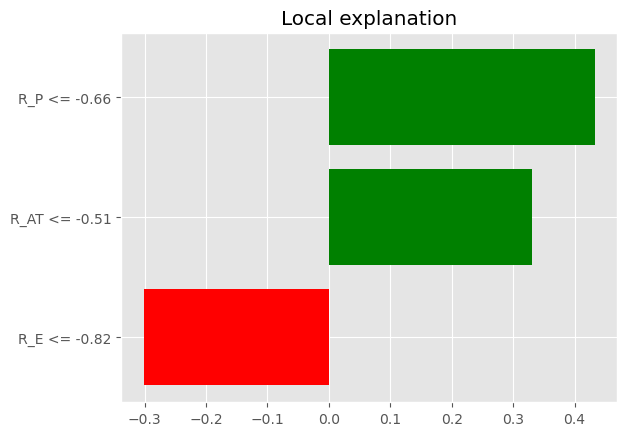 Local explanation
R_P <= -0.66
R_AT <= -0.51
R_E <= -0.82
−0.3 −0.2 −0.1 0.0 0.1 0.2 0.3 0.4